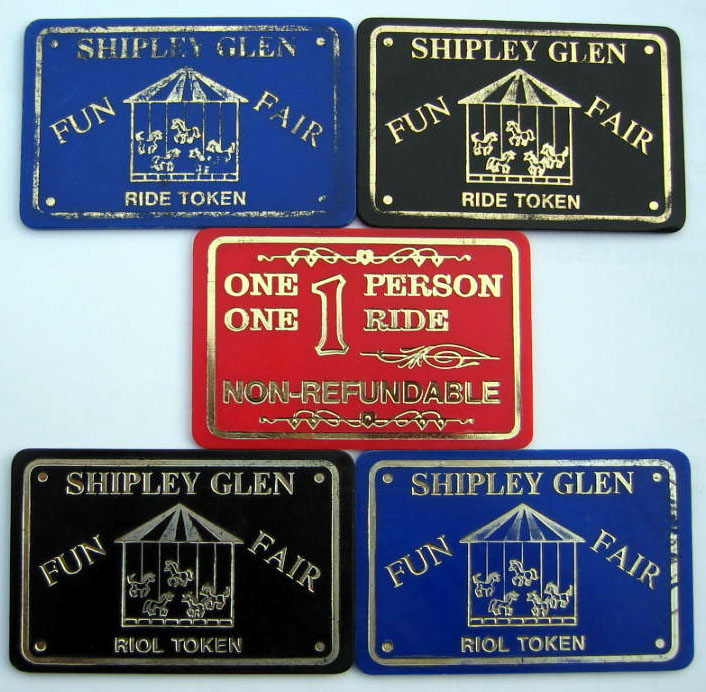 SHIPLEY GLEN
FUN FAIR
RIDE TOKEN
SHIPLEY GLEN
FUN FAIR
RIDE TOKEN
ONE 1 PERSON
ONE RIDE
NON-REFUNDABLE
SHIPLEY GLEN
FUN FAIR
RIOL TOKEN
SHIPLEY GLEN
FUN FAIR
RIOL TOKEN